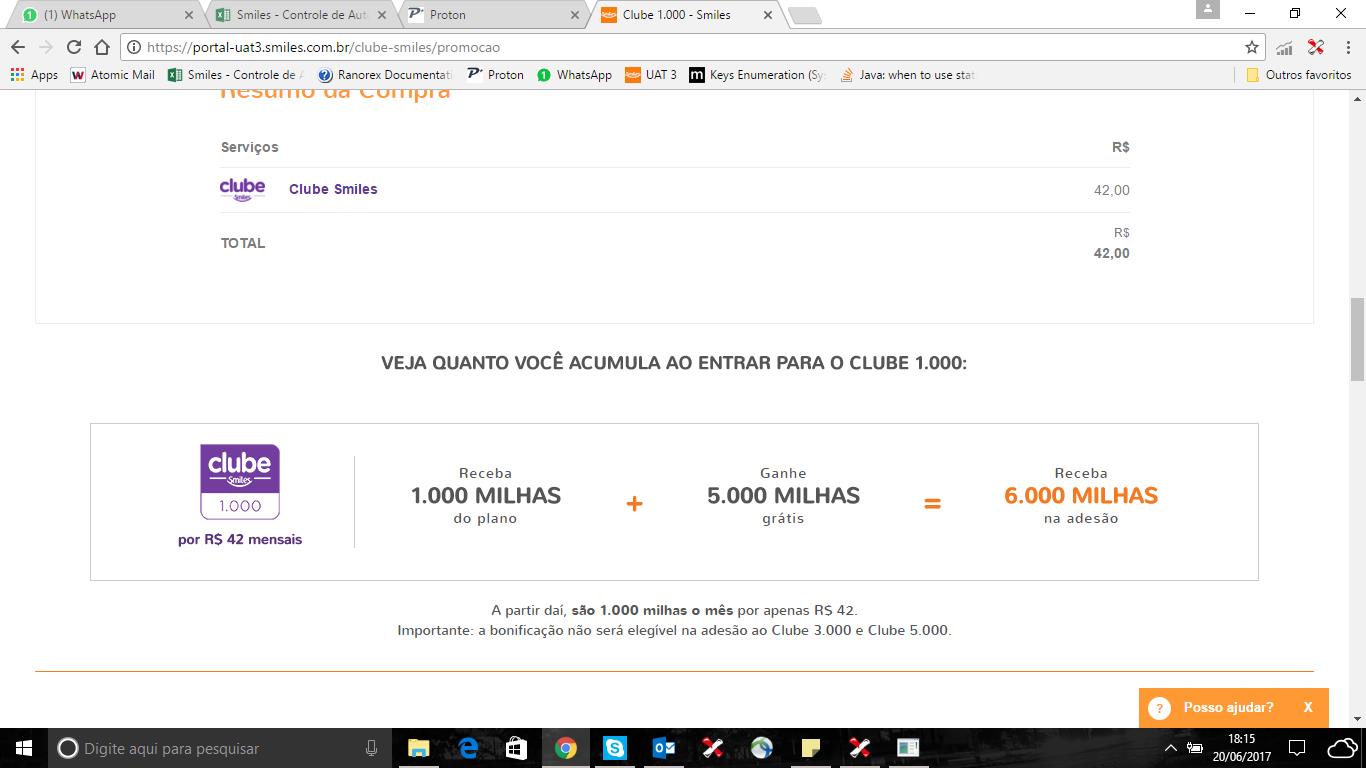 (1) WhatsApp
Smiles - Controle de Aut
Proton
Clube 1.000 - Smiles
https://portal-uat3.smiles.com.br/clube-smiles/promocao
Apps
Atomic Mail
Smiles - Controle de A
Ranorex Documentati
Proton
WhatsApp
UAT 3
Keys Enumeration (Sy
Java: when to use stat
Outros favoritos
Resumo da Compra
Serviços R$
clube Smiles Clube Smiles 42,00
TOTAL R$ 42,00
VEJA QUANTO VOCÊ ACUMULA AO ENTRAR PARA O CLUBE 1.000:
clube
Smiles
1.000
por R$ 42 mensais
Receba
1.000 MILHAS
do plano
+
Ganhe
5.000 MILHAS
grátis
=
Receba
6.000 MILHAS
na adesão
A partir daí, são 1.000 milhas o mês por apenas R$ 42.
Importante: a bonificação não será elegível na adesão ao Clube 3.000 e Clube 5.000.
? Posso ajudar? X
Digite aqui para pesquisar
18:15
20/06/2017